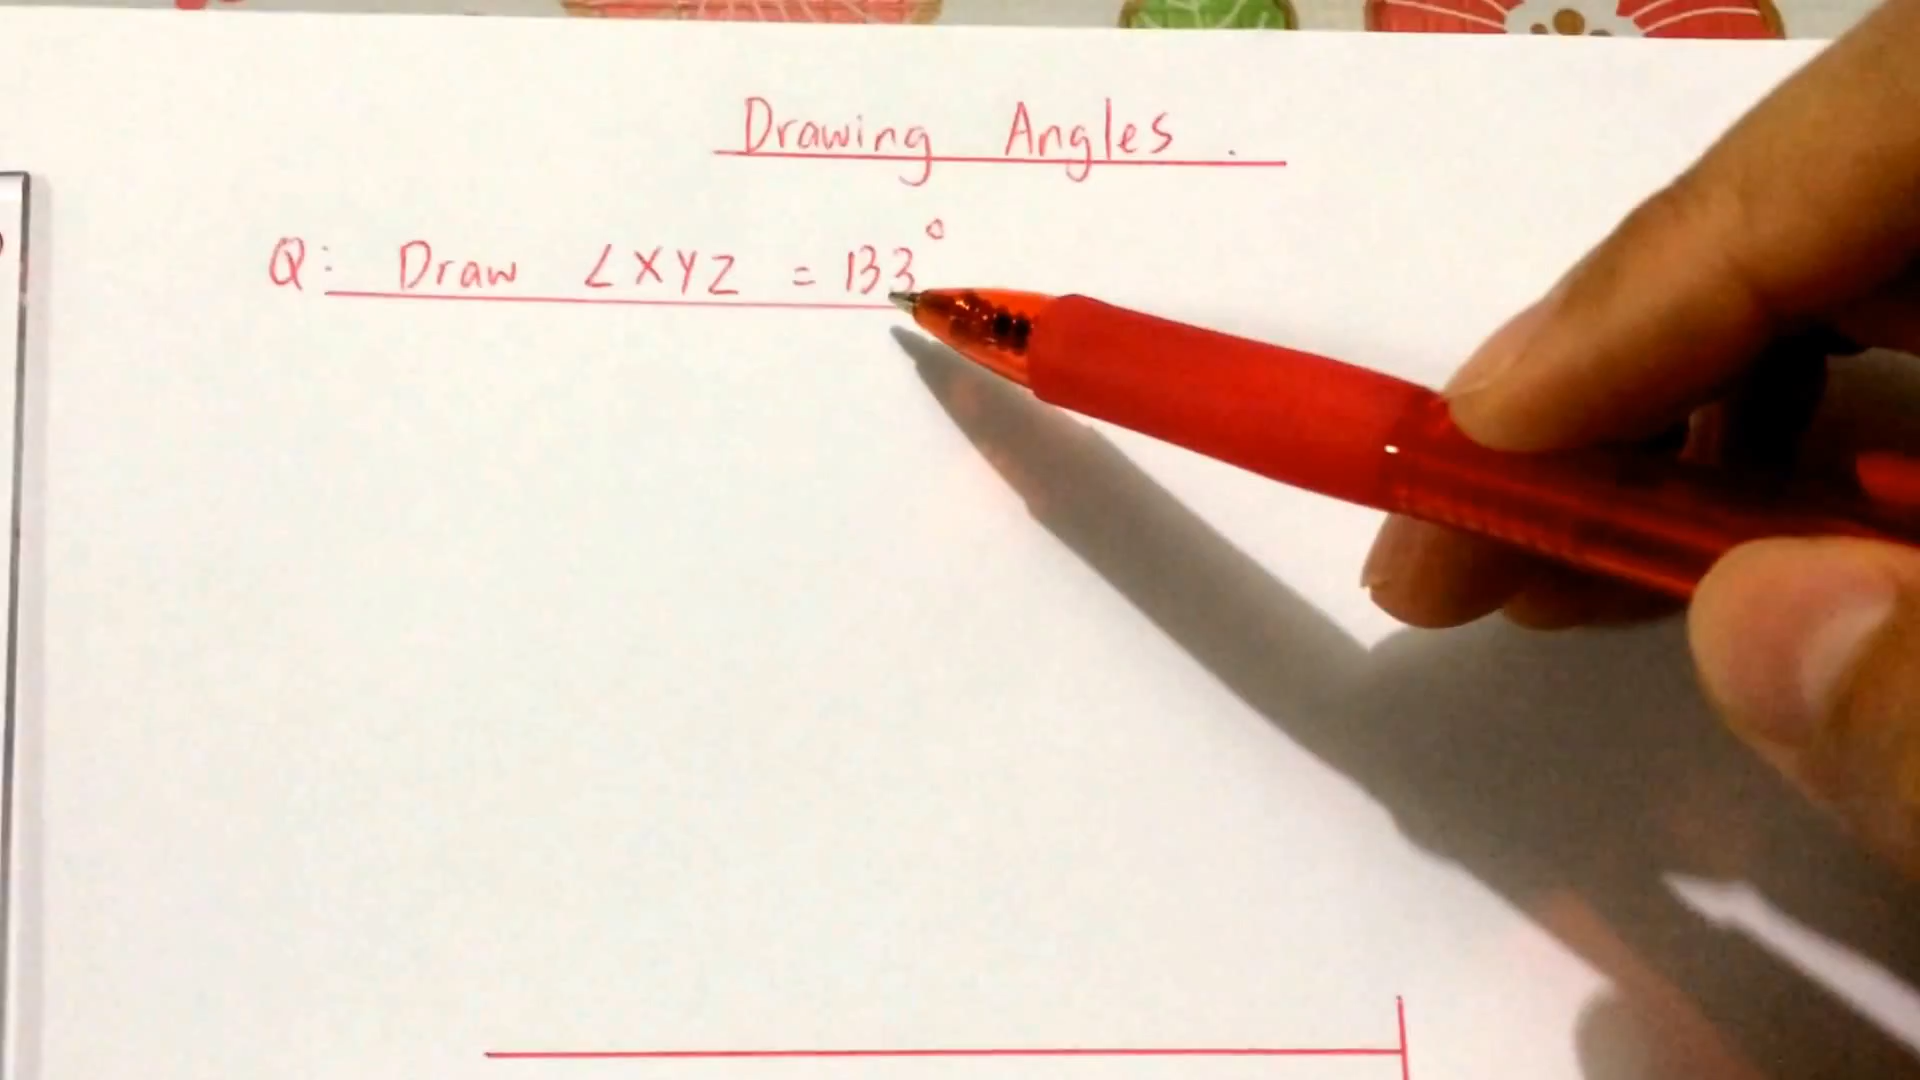 Drawing Angles.
Q: Draw ∠XYZ = 133°